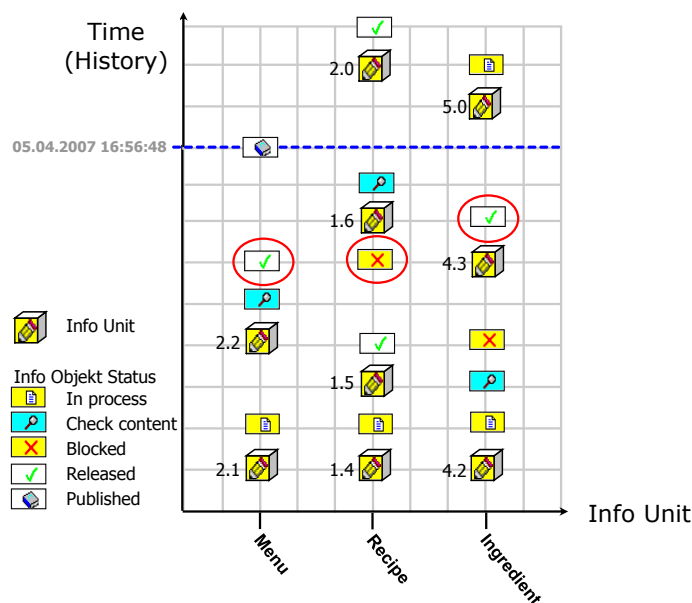 Time
(History)
2.0
5.0
05.04.2007 16:56:48
1.6
4.3
Info Unit
2.2
Info Objekt Status
1.5
In process
Check content
Blocked
Released
2.1
1.4
4.2
Published
Info Unit
Menu
Recipe
Ingredient